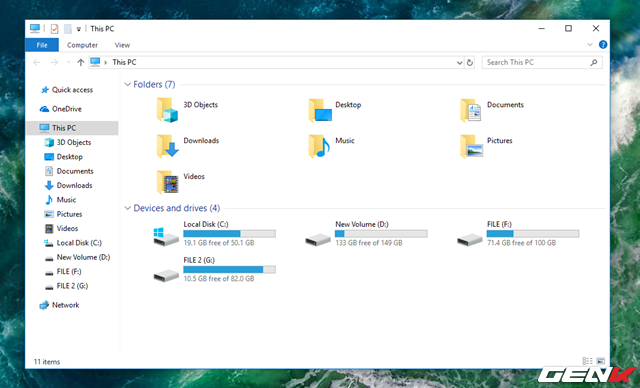 This PC
File Computer View
This PC
Search This PC
Quick access
OneDrive
This PC
3D Objects
Desktop
Documents
Downloads
Music
Pictures
Videos
Local Disk (C:)
New Volume (D:)
FILE (F:)
FILE 2 (G:)
Network
Folders (7)
3D Objects Desktop Documents
Downloads Music Pictures
Videos
Devices and drives (4)
Local Disk (C:) New Volume (D:) FILE (F:)
19.1 GB free of 50.1 GB 133 GB free of 149 GB 71.4 GB free of 100 GB
FILE 2 (G:)
10.5 GB free of 82.0 GB
11 items
GENK